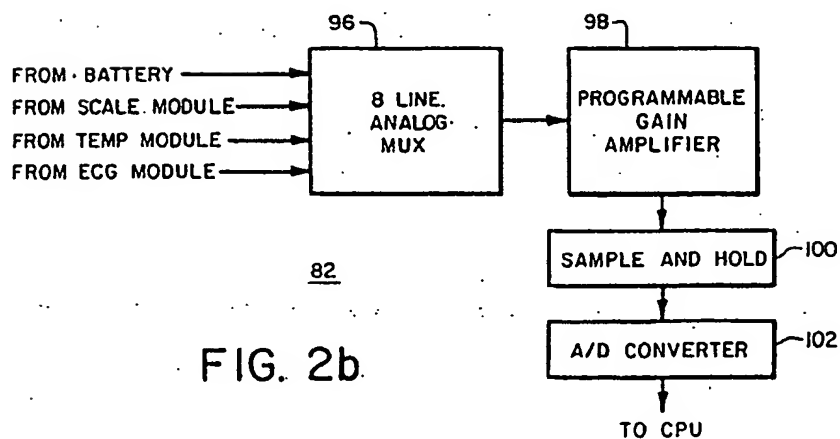 96
98
FROM · BATTERY
FROM SCALE. MODULE
FROM TEMP MODULE
FROM ECG MODULE
8 LINE.
ANALOG·
MUX
PROGRAMMABLE
GAIN
AMPLIFIER
SAMPLE AND HOLD
100
82
A/D CONVERTER
102
FIG. 2b
TO CPU